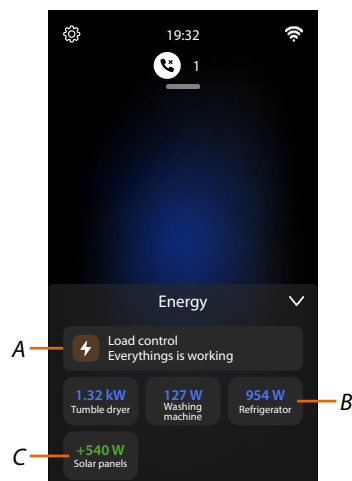 19:32
1
Energy
A
Load control
Everythings is working
1.32 kW
Tumble dryer
127 W
Washing
machine
954 W
Refrigerator
B
C
+540 W
Solar panels